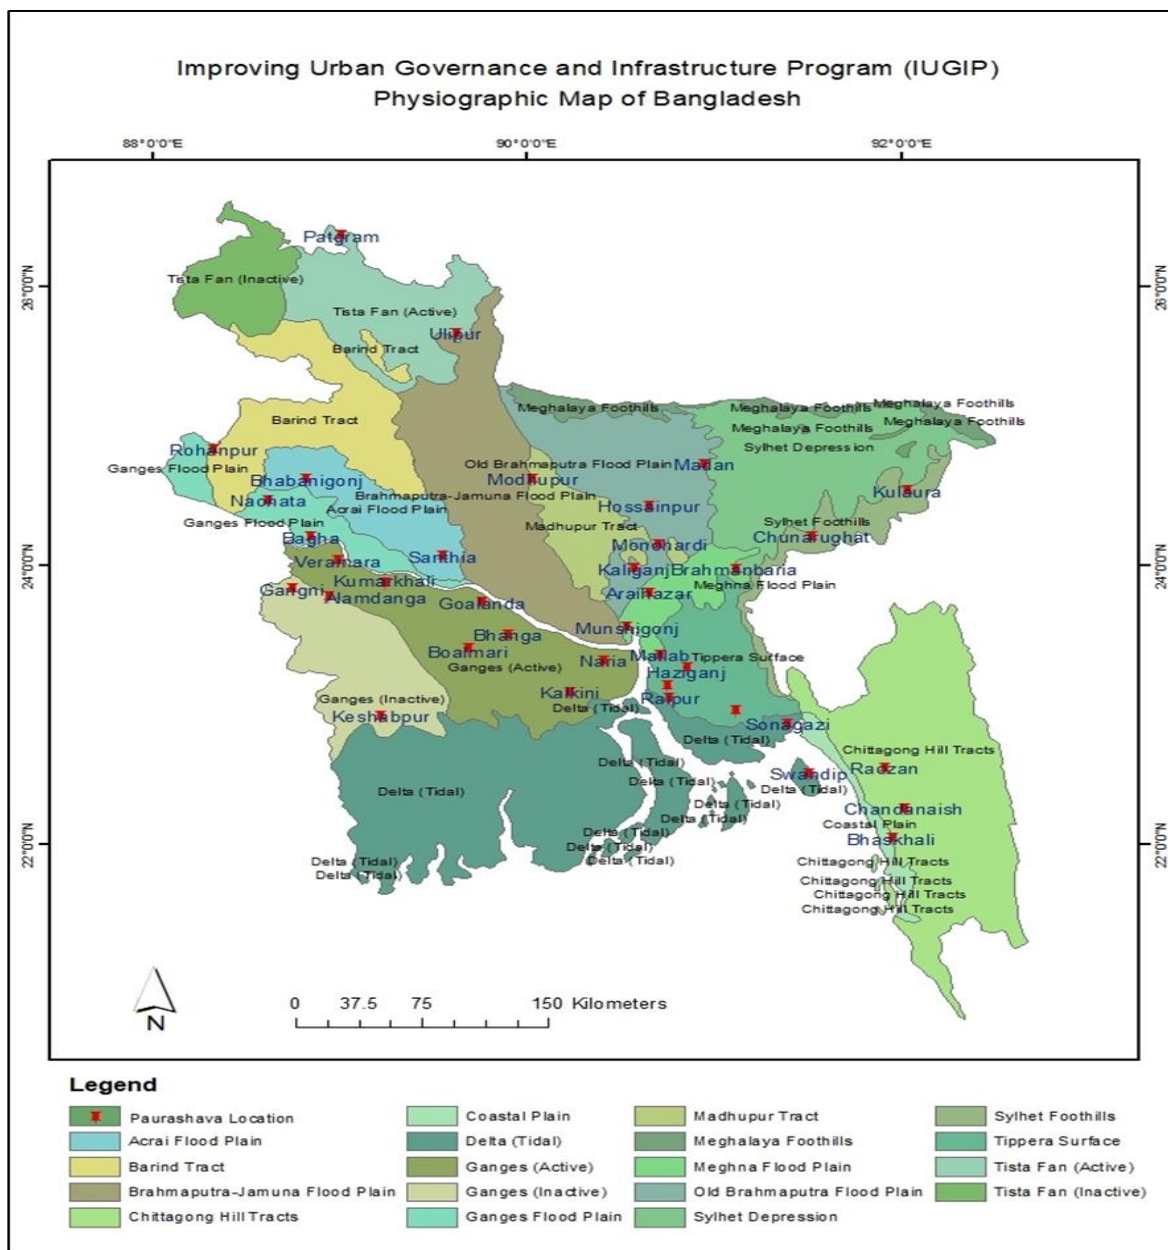 Improving Urban Governance and Infrastructure Program (IUGIP)
Physiographic Map of Bangladesh
88°0'0"E 90°0'0"E 92°0'0"E
26°0'0"N 26°0'0"N
24°0'0"N 24°0'0"N
22°0'0"N 22°0'0"N
Patgram
Tista Fan (Inactive)
Tista Fan (Active)
Ulipur
Barind Tract
Meghalaya Foothills
Meghalaya Foothills
Meghalaya Foothills
Barind Tract
Meghalaya Foothills
Meghalaya Foothills
Rohanpur
Sylhet Depression
Ganges Flood Plain
Old Brahmaputra Flood Plain
Madan
Bhabanigonj
Modhupur
Kulaura
Naohata
Brahmaputra-Jamuna Flood Plain
Acrai Flood Plain
Hossainpur
Ganges Flood Plain
Madhupur Tract
Sylhet Foothills
Bagha
Chunarughat
Monohardi
Santhia
Veramara
Kaliganj
Brahmanbaria
Kumarkhali
Meghna Flood Plain
Gangni
Alamdanga
Araihazar
Goalanda
Munshigonj
Bhanga
Boalmari
Matlab
Tippera Surface
Naria
Ganges (Active)
Haziganj
Kalkini
Raipur
Ganges (Inactive)
Delta (Tidal)
Keshabpur
Sonagazi
Delta (Tidal)
Chittagong Hill Tracts
Delta (Tidal)
Raozan
Swandip
Delta (Tidal)
Delta (Tidal)
Delta (Tidal)
Delta (Tidal)
Chandanaish
Delta (Tidal)
Coastal Plain
Delta (Tidal)
Bhaskhali
Delta (Tidal)
Delta (Tidal)
Delta (Tidal)
Delta (Tidal)
Chittagong Hill Tracts
Chittagong Hill Tracts
Chittagong Hill Tracts
Chittagong Hill Tracts
N
0 37.5 75 150 Kilometers
Legend
Paurashava Location
Acrai Flood Plain
Barind Tract
Brahmaputra-Jamuna Flood Plain
Chittagong Hill Tracts
Coastal Plain
Delta (Tidal)
Ganges (Active)
Ganges (Inactive)
Ganges Flood Plain
Madhupur Tract
Meghalaya Foothills
Meghna Flood Plain
Old Brahmaputra Flood Plain
Sylhet Depression
Sylhet Foothills
Tippera Surface
Tista Fan (Active)
Tista Fan (Inactive)